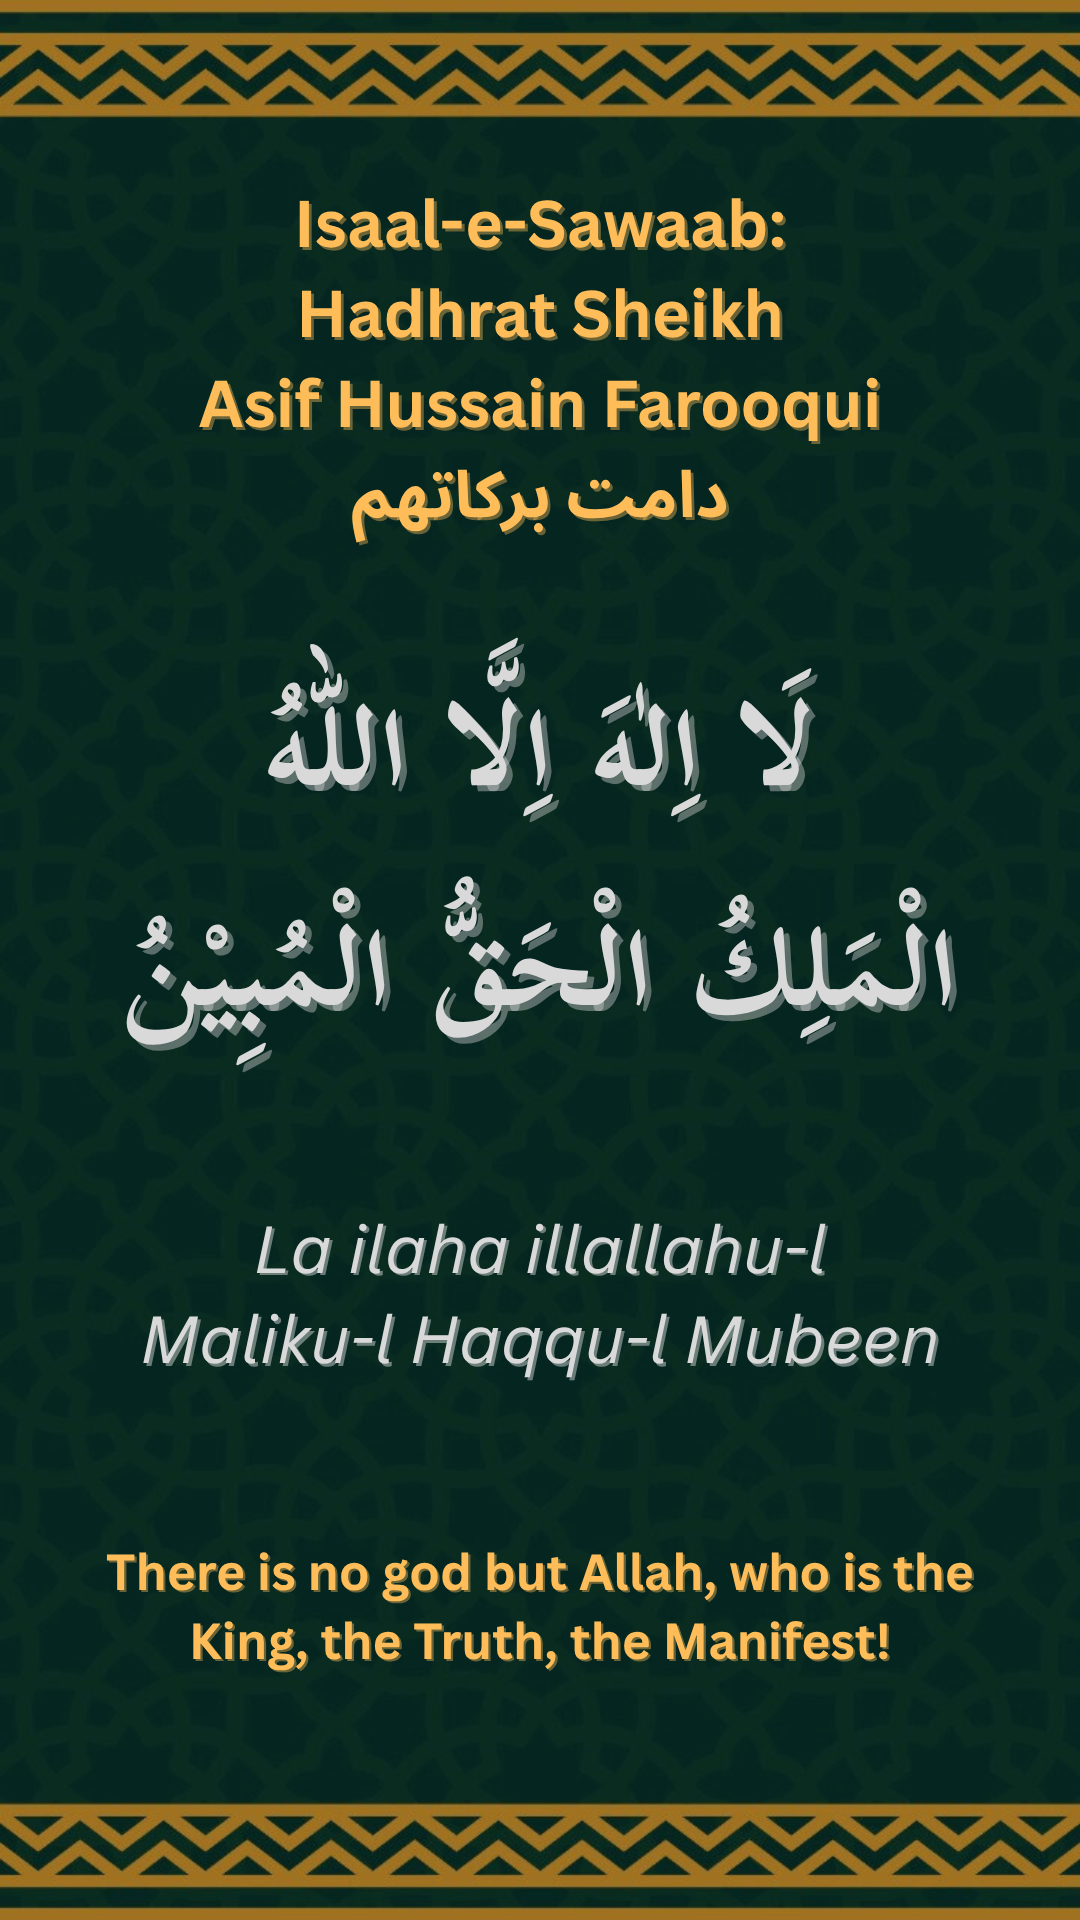 Isaal-e-Sawaab:
Hadhrat Sheikh
Asif Hussain Farooqui
دامت بركاتهم
لَا اِلٰهَ اِلَّا اللّٰهُ
الْمَلِكُ الْحَقُّ الْمُبِيْنُ
La ilaha illallahu-l
Maliku-l Haqqu-l Mubeen
There is no god but Allah, who is the
King, the Truth, the Manifest!